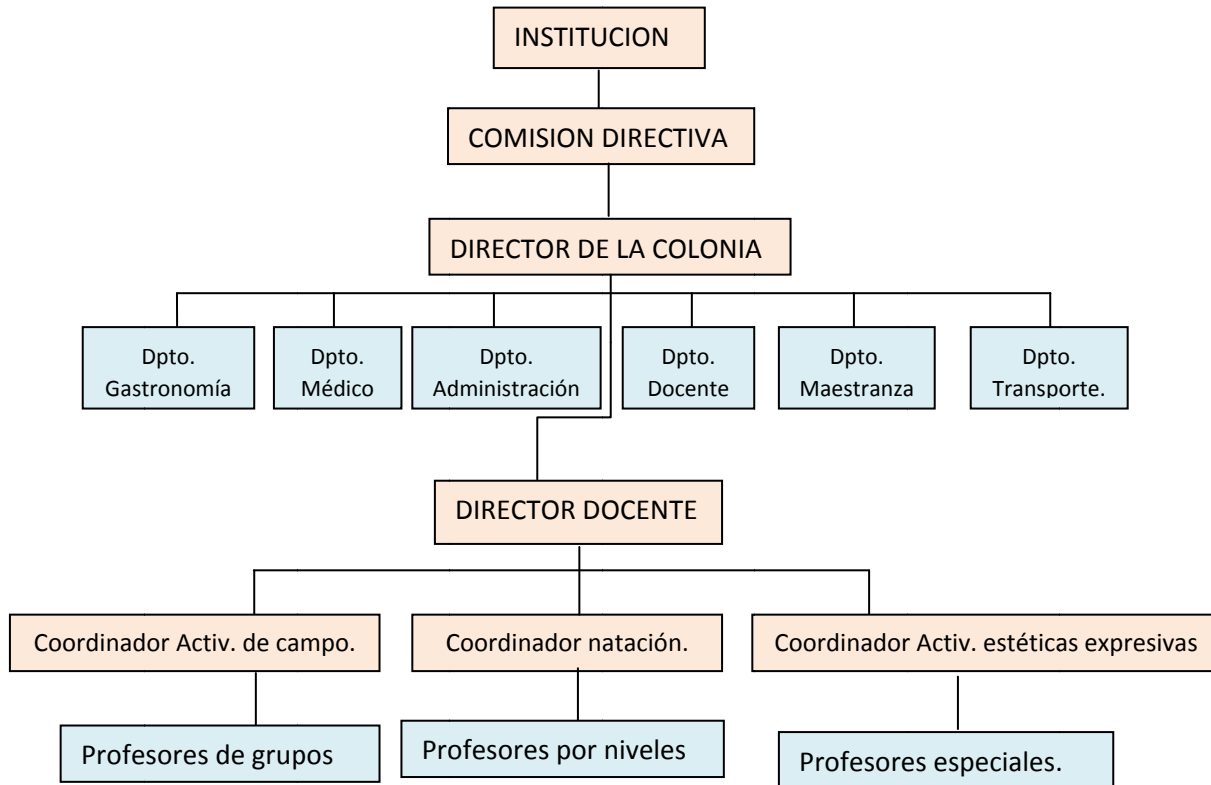 INSTITUCION
COMISION DIRECTIVA
DIRECTOR DE LA COLONIA
Dpto.
Gastronomía
Dpto.
Médico
Dpto.
Administración
Dpto.
Docente
Dpto.
Maestranza
Dpto.
Transporte.
DIRECTOR DOCENTE
Coordinador Activ. de campo.
Coordinador natación.
Coordinador Activ. estéticas expresivas
Profesores de grupos
Profesores por niveles
Profesores especiales.